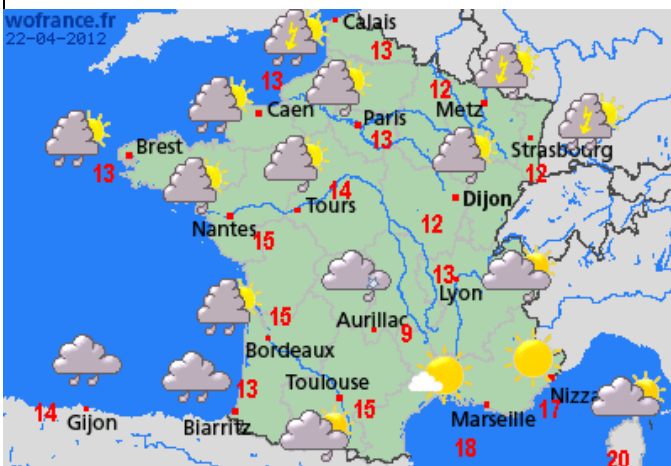 wofrance.fr
22-04-2012
Calais
13
13
Caen
12
Metz
Paris
13
Strasbourg
12
Brest
13
14
Tours
Dijon
12
Nantes
15
13
Lyon
15
Aurillac
9
Bordeaux
13
Toulouse
15
14
Gijon
Biarritz
Marseille
17
Nizza
18
20